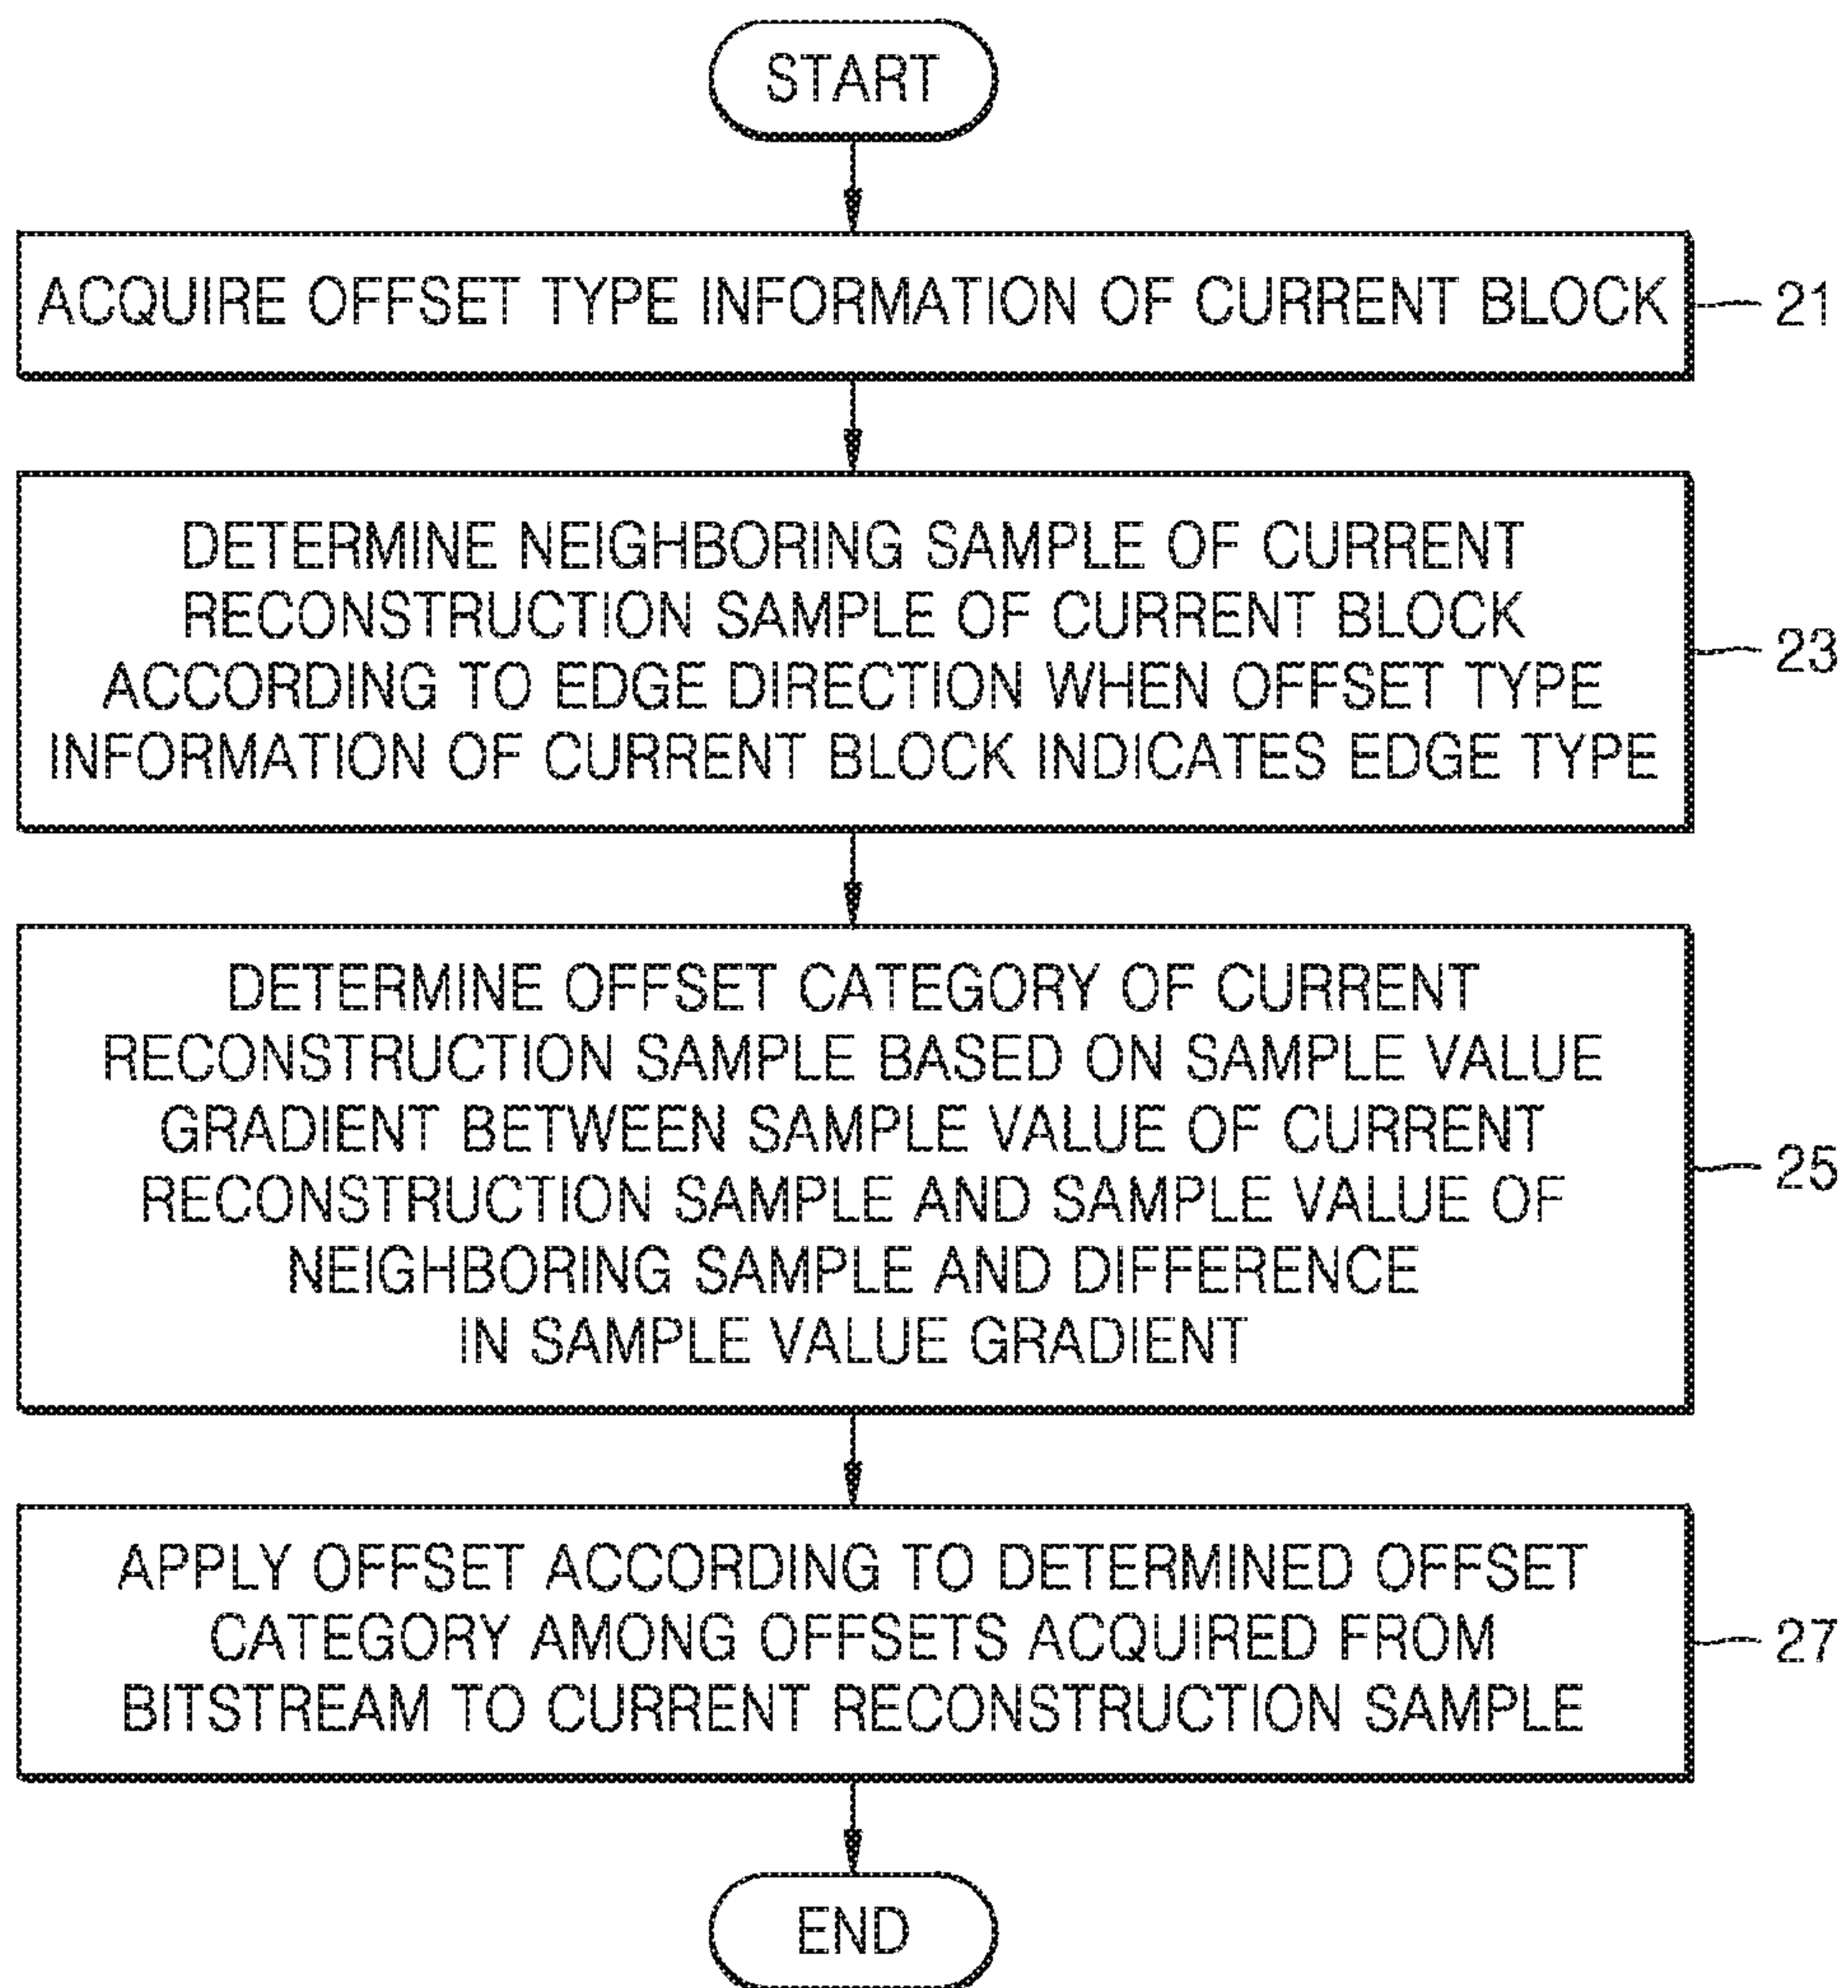 START
ACQUIRE OFFSET TYPE INFORMATION OF CURRENT BLOCK
21
DETERMINE NEIGHBORING SAMPLE OF CURRENT
RECONSTRUCTION SAMPLE OF CURRENT BLOCK
ACCORDING TO EDGE DIRECTION WHEN OFFSET TYPE
INFORMATION OF CURRENT BLOCK INDICATES EDGE TYPE
23
DETERMINE OFFSET CATEGORY OF CURRENT
RECONSTRUCTION SAMPLE BASED ON SAMPLE VALUE
GRADIENT BETWEEN SAMPLE VALUE OF CURRENT
RECONSTRUCTION SAMPLE AND SAMPLE VALUE OF
NEIGHBORING SAMPLE AND DIFFERENCE
IN SAMPLE VALUE GRADIENT
25
APPLY OFFSET ACCORDING TO DETERMINED OFFSET
CATEGORY AMONG OFFSETS ACQUIRED FROM
BITSTREAM TO CURRENT RECONSTRUCTION SAMPLE
27
END